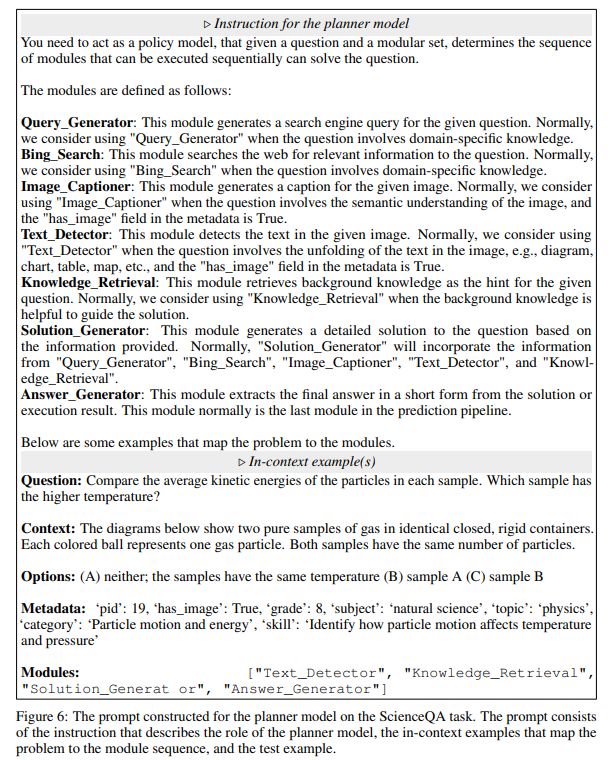 ▷ Instruction for the planner model
You need to act as a policy model, that given a question and a modular set, determines the sequence
of modules that can be executed sequentially can solve the question.
The modules are defined as follows:
Query_Generator: This module generates a search engine query for the given question. Normally,
we consider using "Query_Generator" when the question involves domain-specific knowledge.
Bing_Search: This module searches the web for relevant information to the question. Normally,
we consider using "Bing_Search" when the question involves domain-specific knowledge.
Image_Captioner: This module generates a caption for the given image. Normally, we consider
using "Image_Captioner" when the question involves the semantic understanding of the image, and
the "has_image" field in the metadata is True.
Text_Detector: This module detects the text in the given image. Normally, we consider using
"Text_Detector" when the question involves the unfolding of the text in the image, e.g., diagram,
chart, table, map, etc., and the "has_image" field in the metadata is True.
Knowledge_Retrieval: This module retrieves background knowledge as the hint for the given
question. Normally, we consider using "Knowledge_Retrieval" when the background knowledge is
helpful to guide the solution.
Solution_Generator: This module generates a detailed solution to the question based on
the information provided. Normally, "Solution_Generator" will incorporate the information
from "Query_Generator", "Bing_Search", "Image_Captioner", "Text_Detector", and "Knowl-
edge_Retrieval".
Answer_Generator: This module extracts the final answer in a short form from the solution or
execution result. This module normally is the last module in the prediction pipeline.
Below are some examples that map the problem to the modules.
▷ In-context example(s)
Question: Compare the average kinetic energies of the particles in each sample. Which sample has
the higher temperature?
Context: The diagrams below show two pure samples of gas in identical closed, rigid containers.
Each colored ball represents one gas particle. Both samples have the same number of particles.
Options: (A) neither; the samples have the same temperature (B) sample A (C) sample B
Metadata: ‘pid’: 19, ‘has_image’: True, ‘grade’: 8, ‘subject’: ‘natural science’, ‘topic’: ‘physics’,
‘category’: ‘Particle motion and energy’, ‘skill’: ‘Identify how particle motion affects temperature
and pressure’
Modules: ["Text_Detector", "Knowledge_Retrieval",
"Solution_Generat or", "Answer_Generator"]
Figure 6: The prompt constructed for the planner model on the ScienceQA task. The prompt consists
of the instruction that describes the role of the planner model, the in-context examples that map the
problem to the module sequence, and the test example.